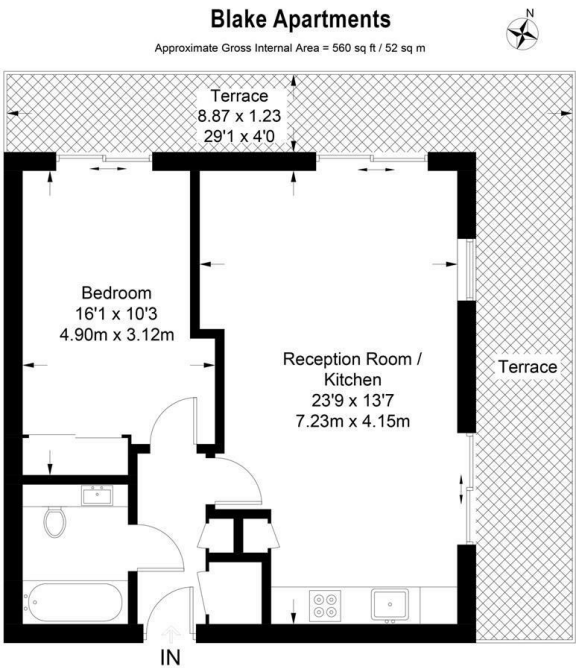 Blake Apartments
N
Approximate Gross Internal Area = 560 sq ft / 52 sq m
Terrace
8.87 x 1.23
29'1 x 4'0
Bedroom
16'1 x 10'3
4.90m x 3.12m
Reception Room /
Kitchen
23'9 x 13'7
7.23m x 4.15m
Terrace
IN